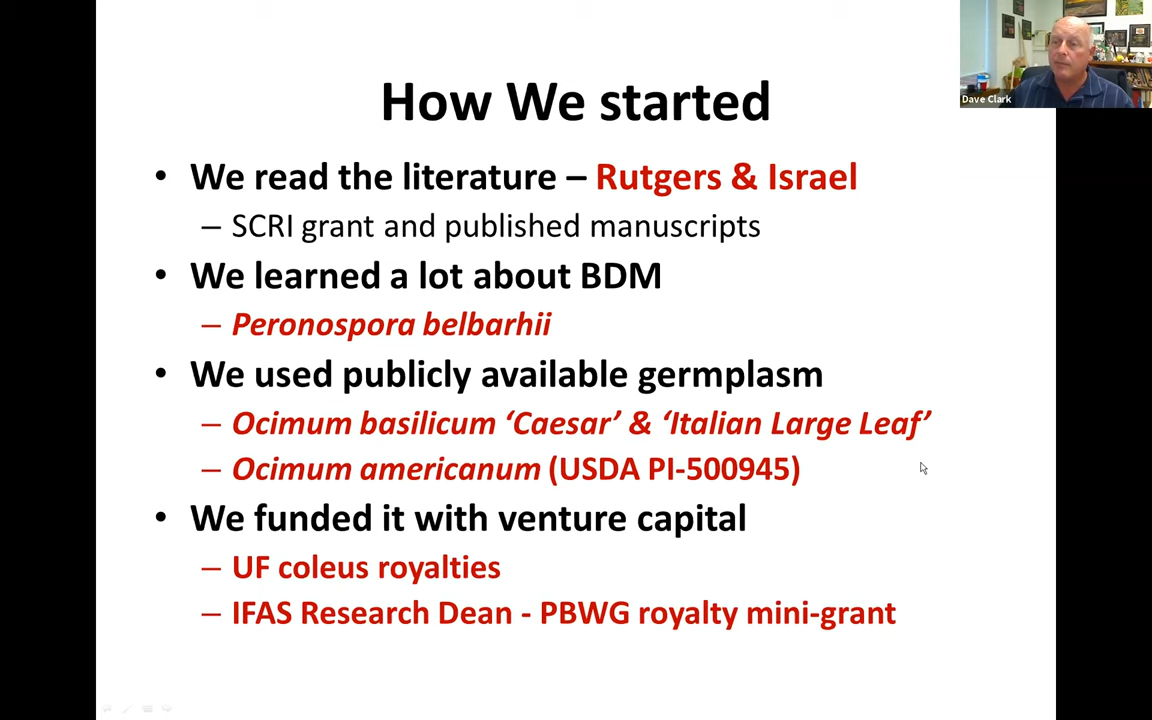 Dave Clark
How We started
• We read the literature – Rutgers & Israel
– SCRI grant and published manuscripts
• We learned a lot about BDM
– Peronospora belbarhii
• We used publicly available germplasm
– Ocimum basilicum ‘Caesar’ & ‘Italian Large Leaf’
– Ocimum americanum (USDA PI-500945)
• We funded it with venture capital
– UF coleus royalties
– IFAS Research Dean - PBWG royalty mini-grant